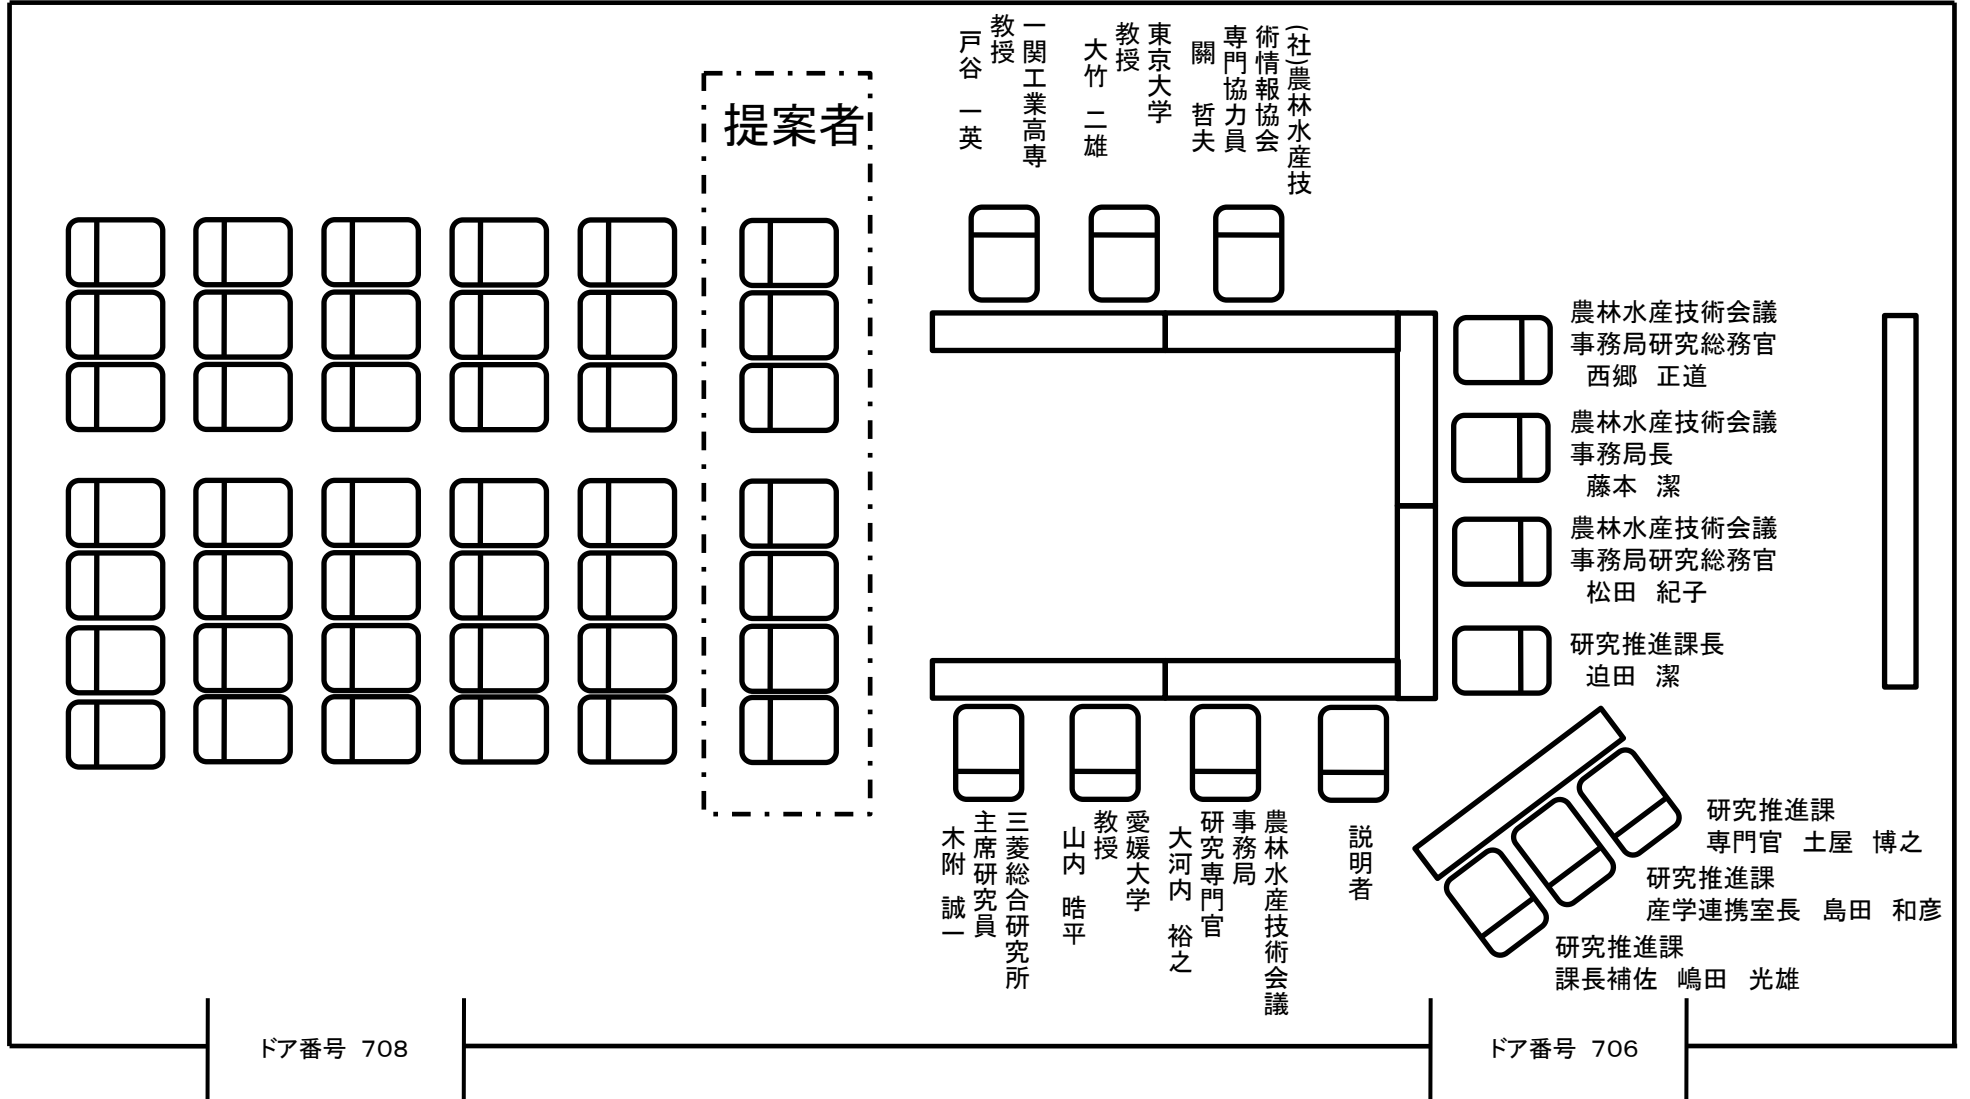 提案者
一関工業高専
教授
戸谷　一英
東京大学
教授
大竹　二雄
(社)農林水産技
術情報協会
専門協力員
關　哲夫
農林水産技術会議
事務局研究総務官
西郷　正道
農林水産技術会議
事務局長
藤本　潔
農林水産技術会議
事務局研究総務官
松田　紀子
研究推進課長
迫田　潔
三菱総合研究所
主席研究員
木附　誠一
愛媛大学
教授
山内　晧平
農林水産技術会議
事務局
研究専門官
大河内　裕之
説明者
研究推進課
専門官　土屋　博之
研究推進課
産学連携室長　島田　和彦
研究推進課
課長補佐　嶋田　光雄
ドア番号　708
ドア番号　706